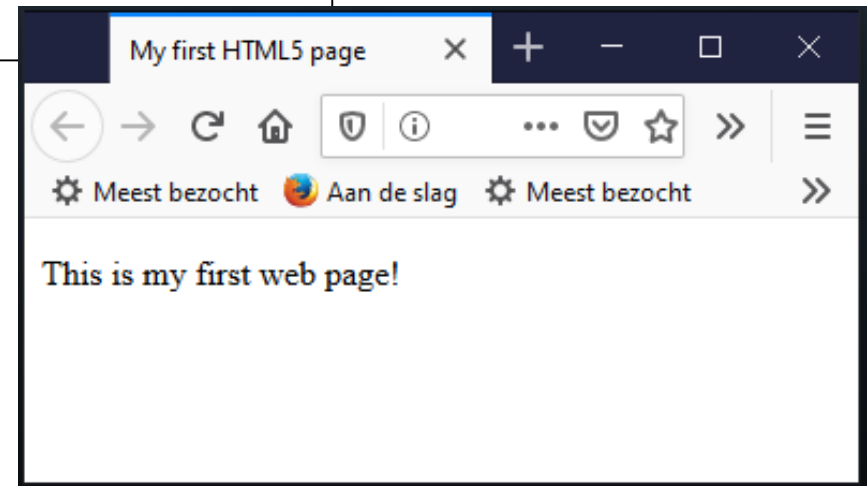 My first HTML5 page
Meest bezocht Aan de slag Meest bezocht
This is my first web page!